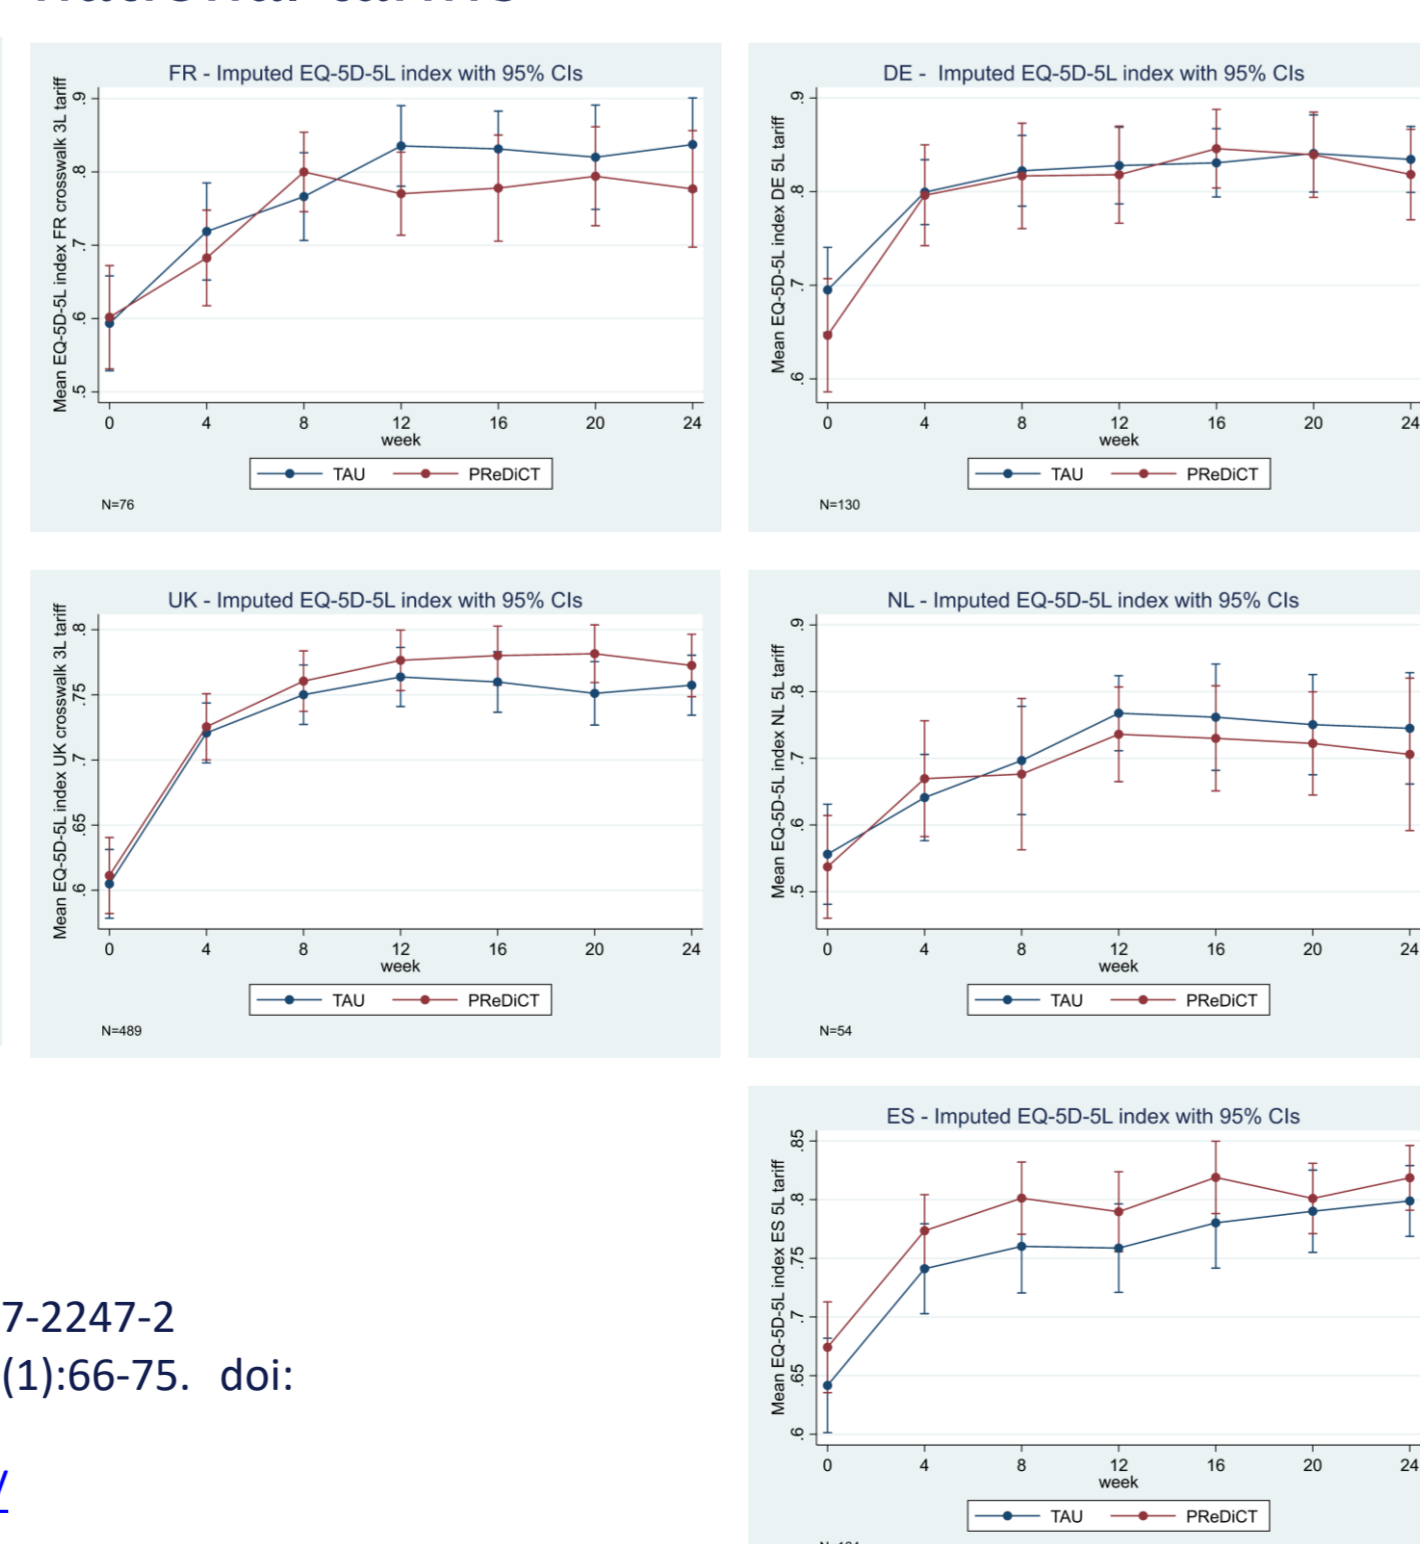 national tariffs
FR - Imputed EQ-5D-5L index with 95% CIs
Mean EQ-5D-5L index FR crosswalk 3L tariff
.9
.8
.7
.6
.5
0 4 8 12 16 20 24
week
TAU PReDiCT
N=76
DE - Imputed EQ-5D-5L index with 95% CIs
Mean EQ-5D-5L index DE 5L tariff
.9
.8
.7
.6
0 4 8 12 16 20 24
week
TAU PReDiCT
N=130
UK - Imputed EQ-5D-5L index with 95% CIs
Mean EQ-5D-5L index UK crosswalk 3L tariff
.8
.75
.7
.65
.6
0 4 8 12 16 20 24
week
TAU PReDiCT
N=489
NL - Imputed EQ-5D-5L index with 95% CIs
Mean EQ-5D-5L index NL 5L tariff
.9
.8
.7
.6
.5
0 4 8 12 16 20 24
week
TAU PReDiCT
N=54
ES - Imputed EQ-5D-5L index with 95% CIs
Mean EQ-5D-5L index ES 5L tariff
.85
.8
.75
.7
.65
.6
0 4 8 12 16 20 24
week
TAU PReDiCT
7-2247-2
(1):66-75. doi:
/